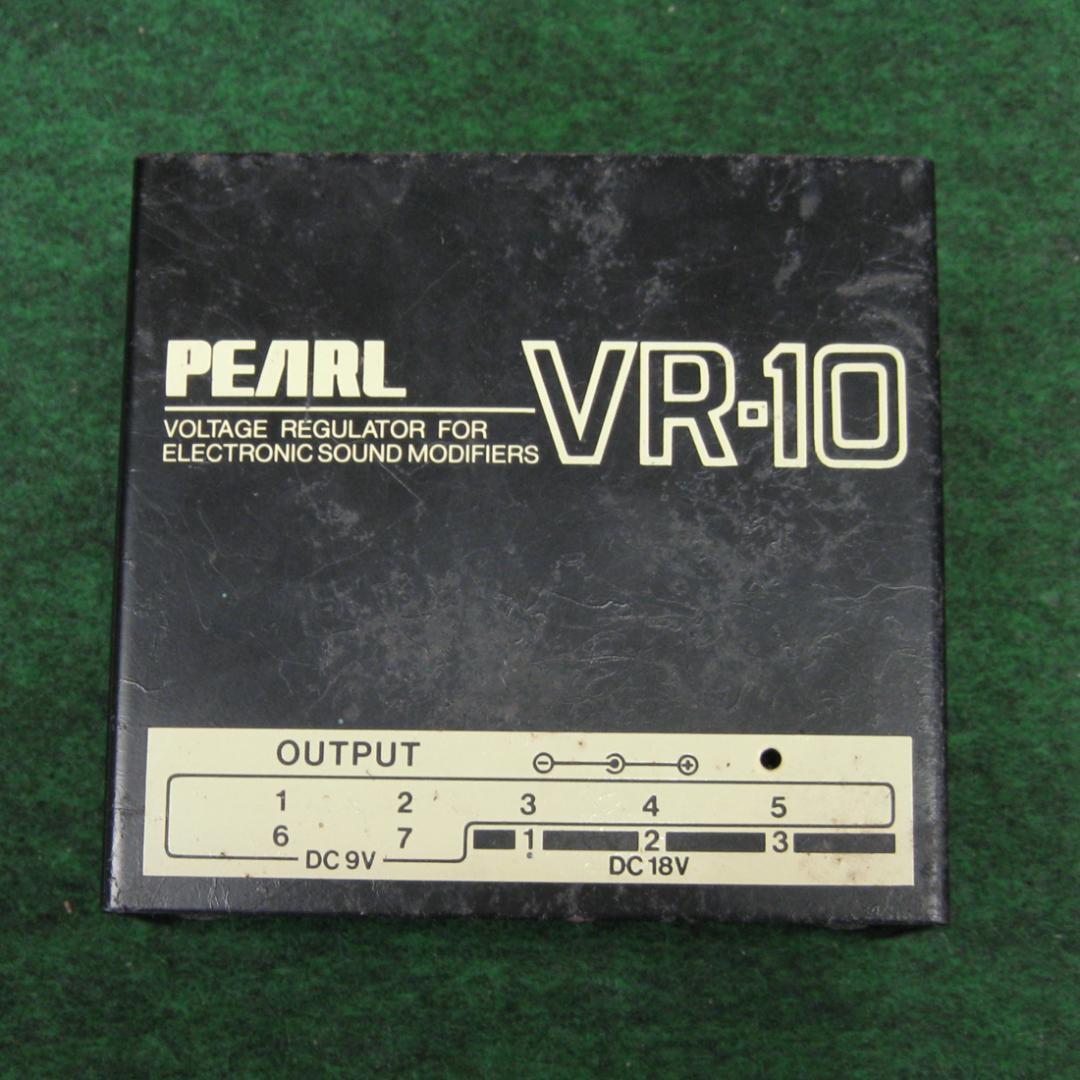 PEARL
VOLTAGE REGULATOR FOR
ELECTRONIC SOUND MODIFIERS
VR-10
OUTPUT
1 2 3 4 5
6 7 1 2 3
DC 9V DC 18V